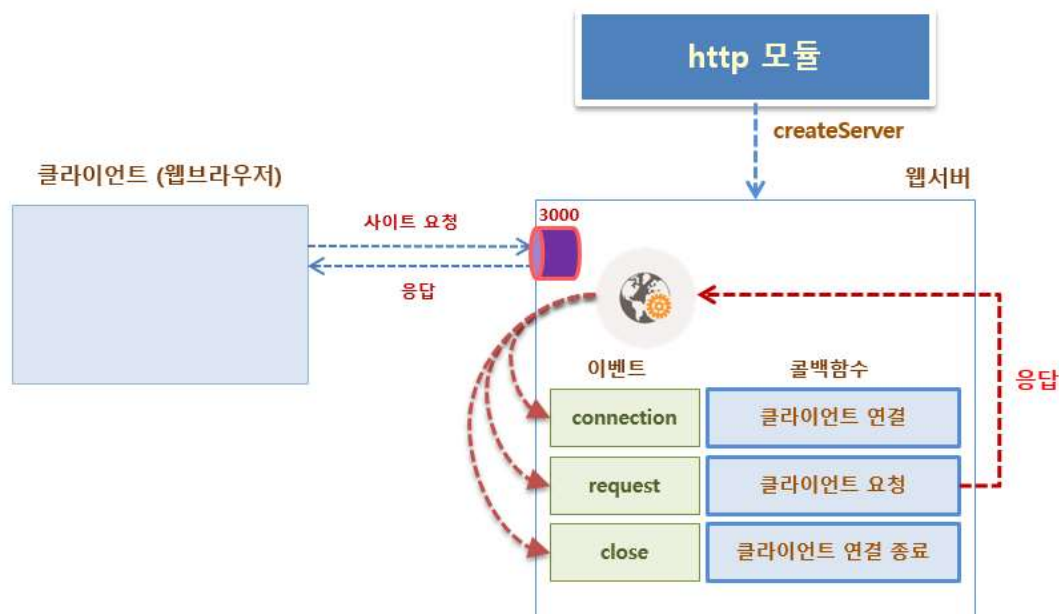 http 모듈
createServer
클라이언트 (웹브라우저)
웹서버
사이트 요청
3000
응답
이벤트
콜백함수
응답
connection
클라이언트 연결
request
클라이언트 요청
close
클라이언트 연결 종료